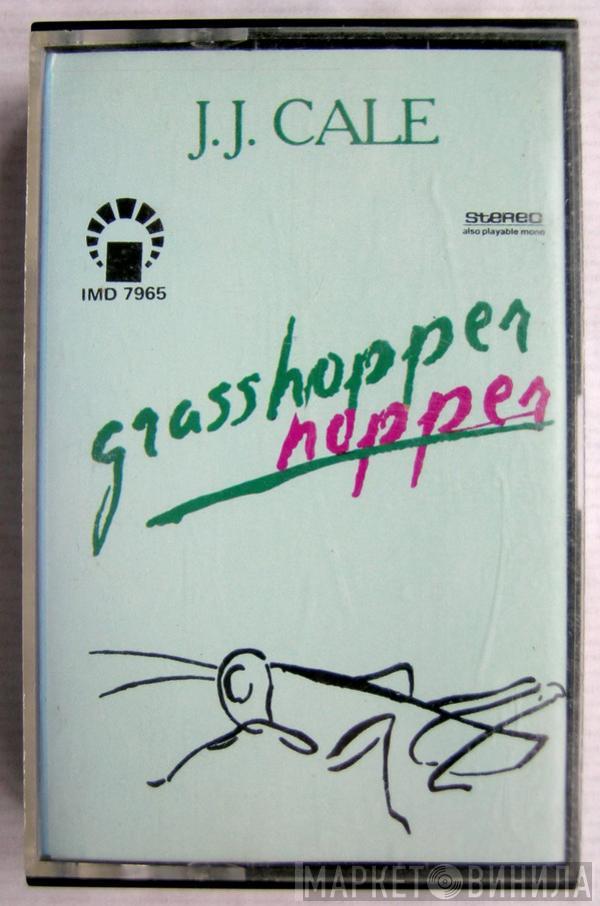 J.J. CALE
STEREO
also playable mono
IMD 7965
grasshopper
hopper
МАРКЕТ ВИНИЛА